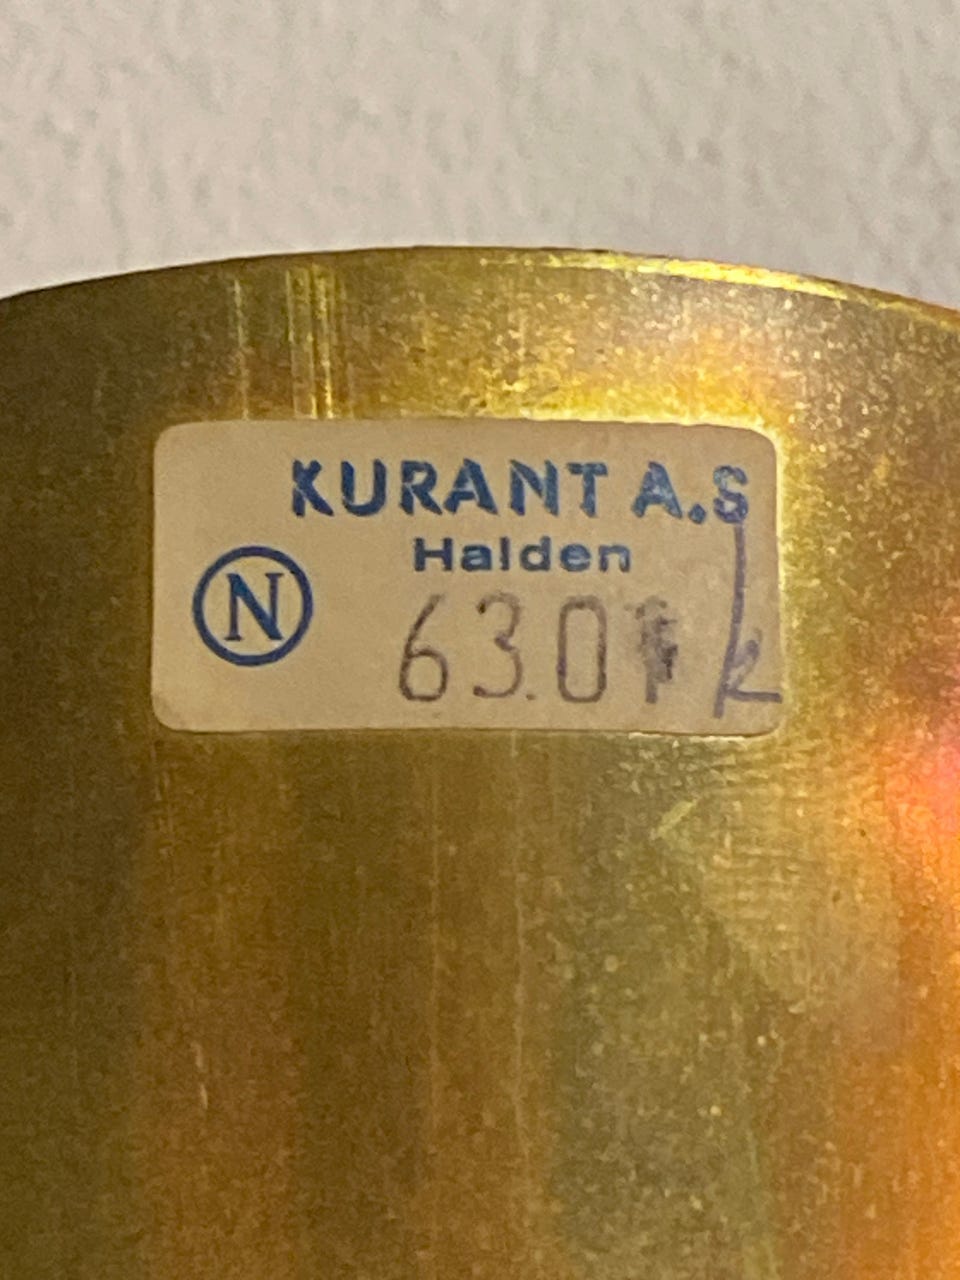 KURANT A.S
Halden
N
63.01